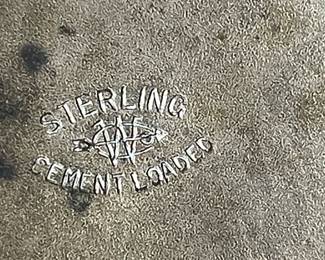 STERLING
W
CEMENT LOADED